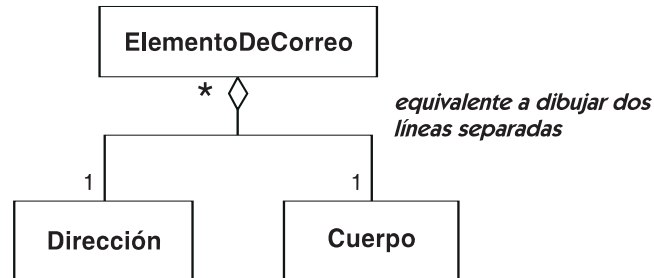 ElementoDeCorreo
*
equivalente a dibujar dos
líneas separadas
1
1
Dirección
Cuerpo